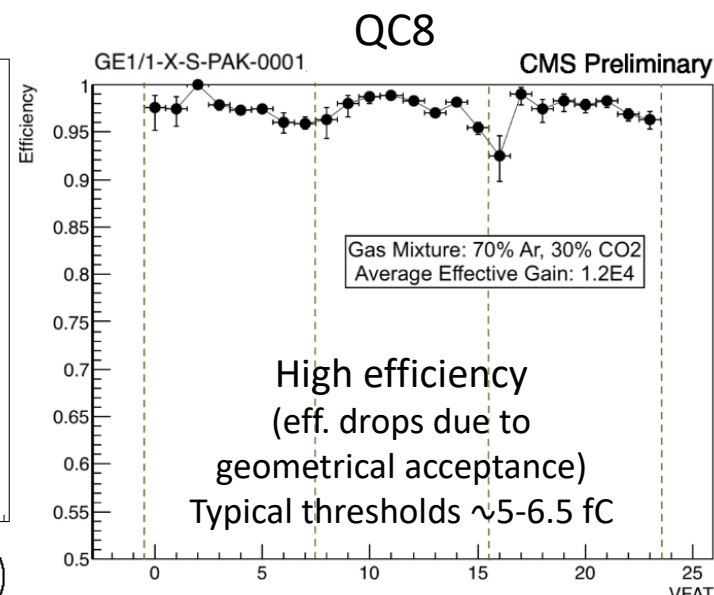 QC8
GE1/1-X-S-PAK-0001
CMS Preliminary
Efficiency
1
0.95
0.9
0.85
0.8
0.75
0.7
0.65
0.6
0.55
0.5
Gas Mixture: 70% Ar, 30% CO2
Average Effective Gain: 1.2E4
High efficiency
(eff. drops due to
geometrical acceptance)
Typical thresholds ~5-6.5 fC
0 5 10 15 20 25
VFAT